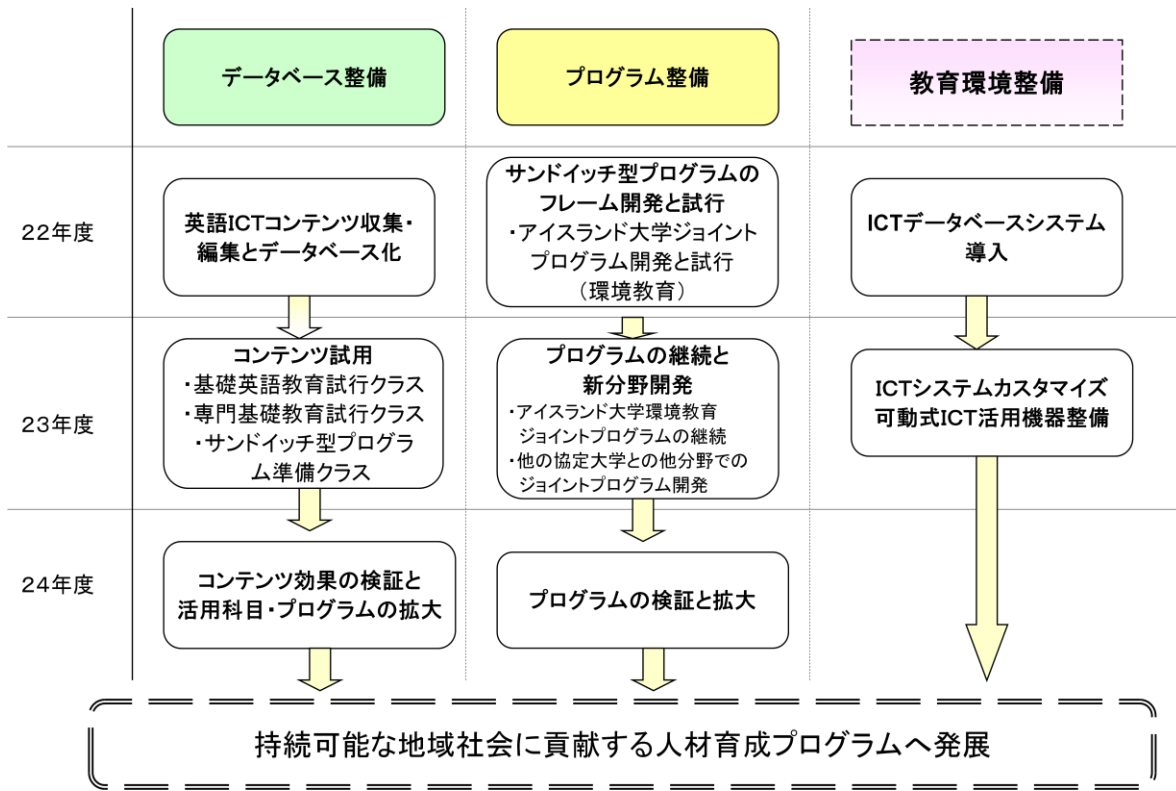 データベース整備
プログラム整備
教育環境整備
22年度
英語ICTコンテンツ収集・
編集とデータベース化
サンドイッチ型プログラムの
フレーム開発と試行
・アイスランド大学ジョイント
プログラム開発と試行
（環境教育）
ICTデータベースシステム
導入
23年度
コンテンツ試用
・基礎英語教育試行クラス
・専門基礎教育試行クラス
・サンドイッチ型プログラ
ム準備クラス
プログラムの継続と
新分野開発
・アイスランド大学環境教育
ジョイントプログラムの継続
・他の協定大学との他分野での
ジョイントプログラム開発
ICTシステムカスタマイズ
可動式ICT活用機器整備
24年度
コンテンツ効果の検証と
活用科目・プログラムの拡大
プログラムの検証と拡大
持続可能な地域社会に貢献する人材育成プログラムへ発展